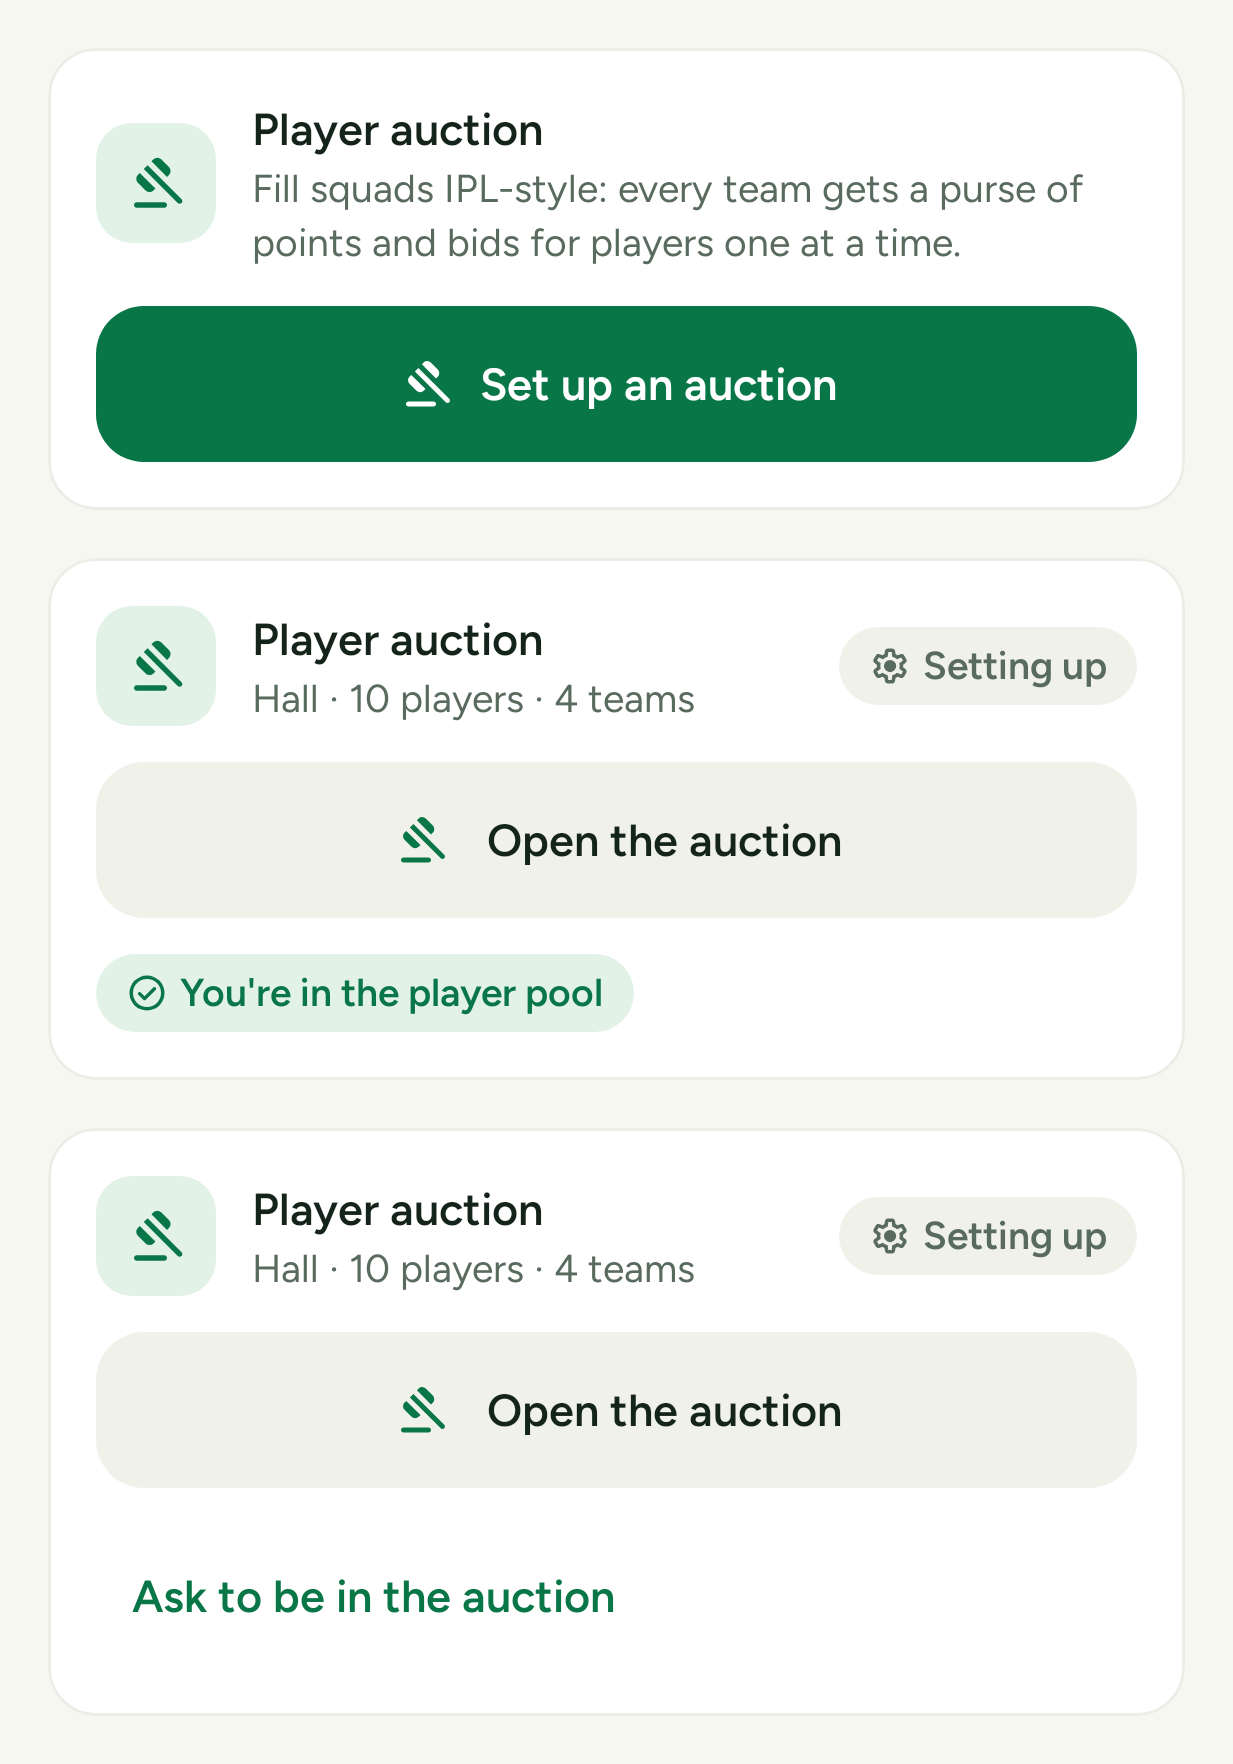 Player auction
Fill squads IPL-style: every team gets a purse of
points and bids for players one at a time.
Set up an auction
Player auction
Hall · 10 players · 4 teams
Setting up
Open the auction
You're in the player pool
Player auction
Hall · 10 players · 4 teams
Setting up
Open the auction
Ask to be in the auction